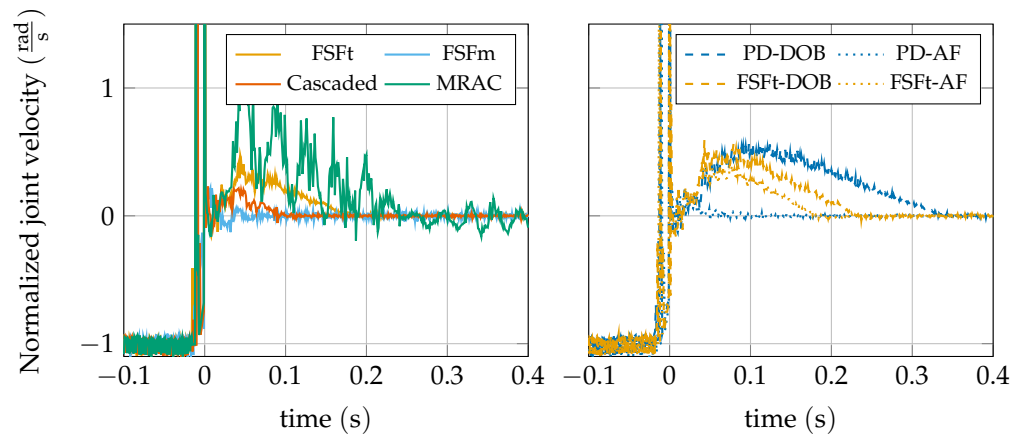 Normalized joint velocity (rad/s)
1
0
−1
FSFt FSFm
Cascaded MRAC
−0.1 0 0.1 0.2 0.3 0.4
time (s)
PD-DOB PD-AF
FSFt-DOB FSFt-AF
−0.1 0 0.1 0.2 0.3 0.4
time (s)